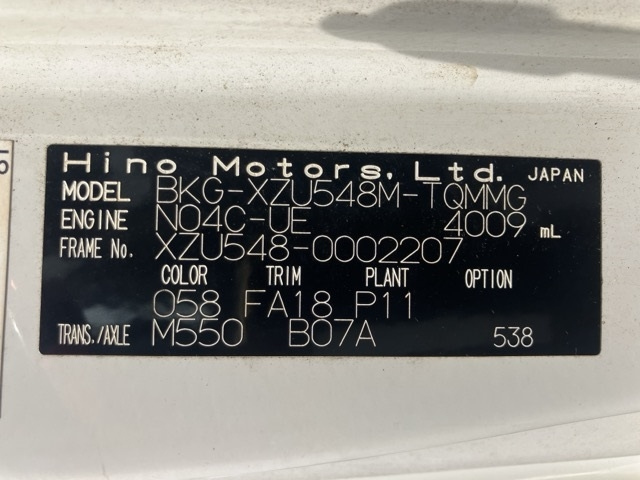 Hino Motors, Ltd. JAPAN
MODEL BKG-XZU548M-TQMMG
ENGINE N04C-UE 4009 mL
FRAME No. XZU548-0002207
COLOR TRIM PLANT OPTION
058 FA18 P11
TRANS./AXLE M550 B07A 538